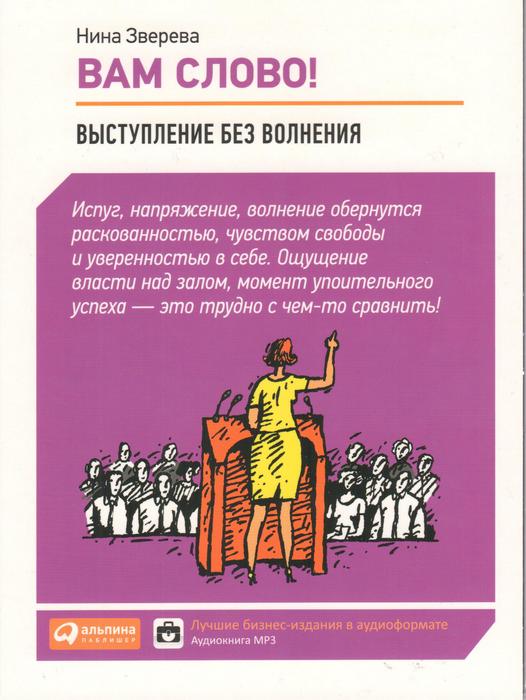 Нина Зверева
ВАМ СЛОВО!
ВЫСТУПЛЕНИЕ БЕЗ ВОЛНЕНИЯ
Испуг, напряжение, волнение обернутся
раскованностью, чувством свободы
и уверенностью в себе. Ощущение
власти над залом, момент упоительного
успеха — это трудно с чем-то сравнить!
альпина
ПАБЛИШЕР
Лучшие бизнес-издания в аудиоформате
Аудиокнига MP3